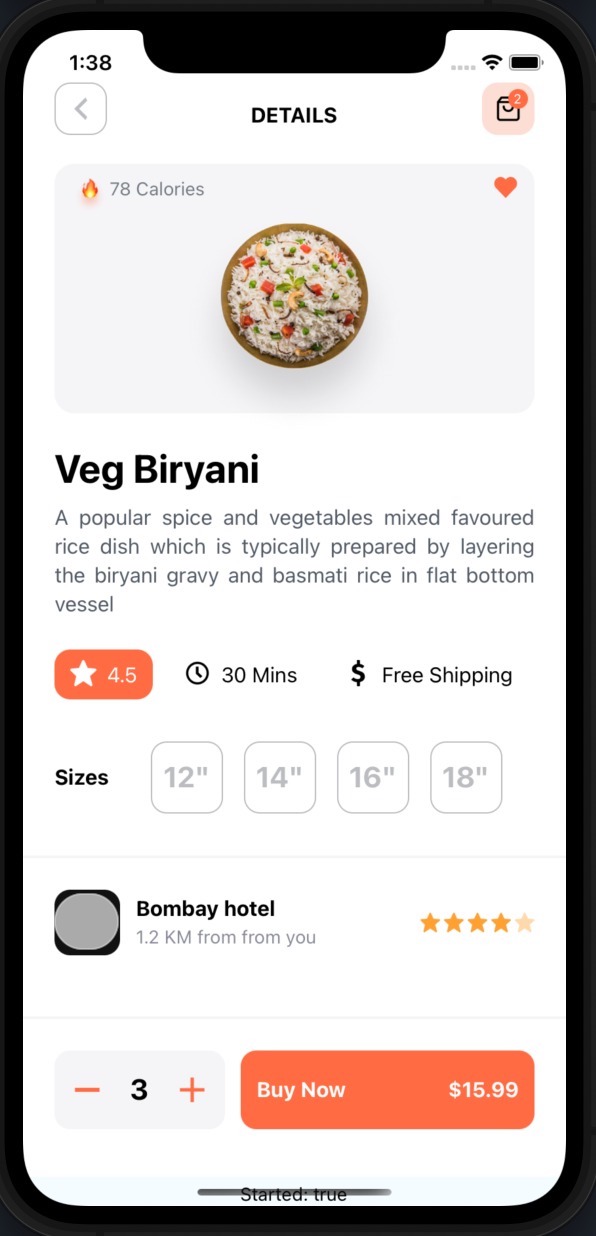 1:38
DETAILS
2
78 Calories
Veg Biryani
A popular spice and vegetables mixed favoured
rice dish which is typically prepared by layering
the biryani gravy and basmati rice in flat bottom
vessel
4.5 30 Mins $ Free Shipping
Sizes 12" 14" 16" 18"
Bombay hotel
1.2 KM from from you
3 Buy Now $15.99
Started: true